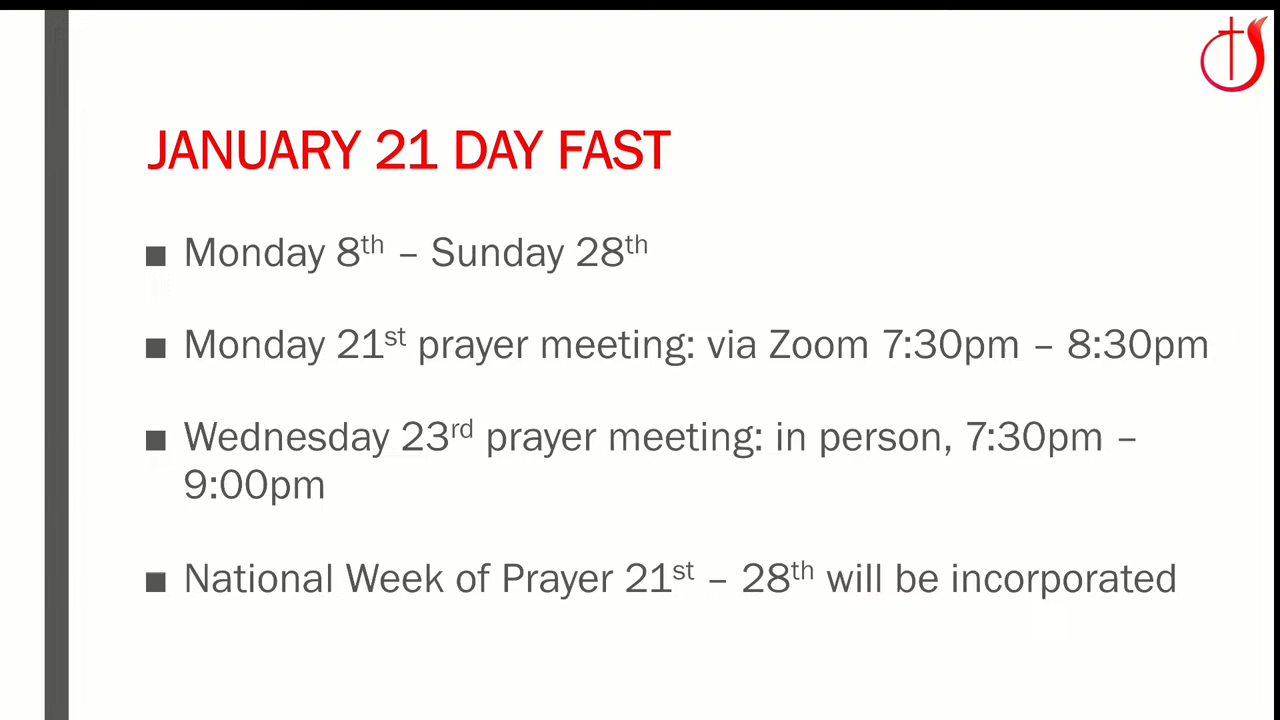 JANUARY 21 DAY FAST
■ Monday 8th – Sunday 28th
■ Monday 21st prayer meeting: via Zoom 7:30pm – 8:30pm
■ Wednesday 23rd prayer meeting: in person, 7:30pm –
9:00pm
■ National Week of Prayer 21st – 28th will be incorporated